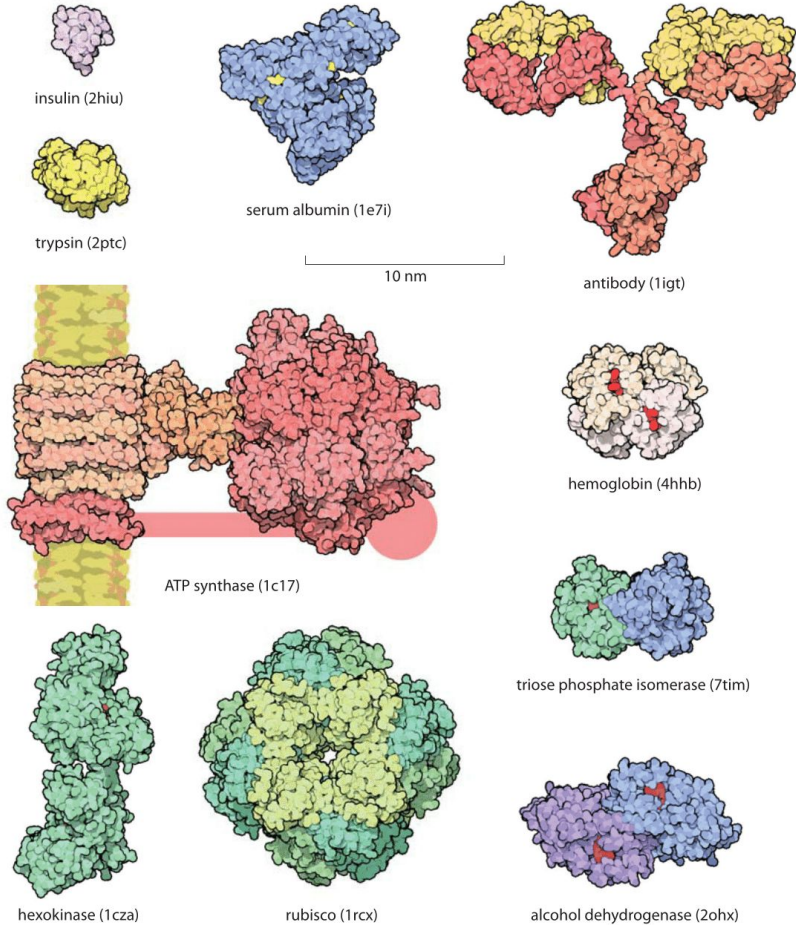 insulin (2hiu)
serum albumin (1e7i)
trypsin (2ptc)
antibody (1igt)
10 nm
hemoglobin (4hhb)
ATP synthase (1c17)
triose phosphate isomerase (7tim)
hexokinase (1cza)
rubisco (1rcx)
alcohol dehydrogenase (2ohx)